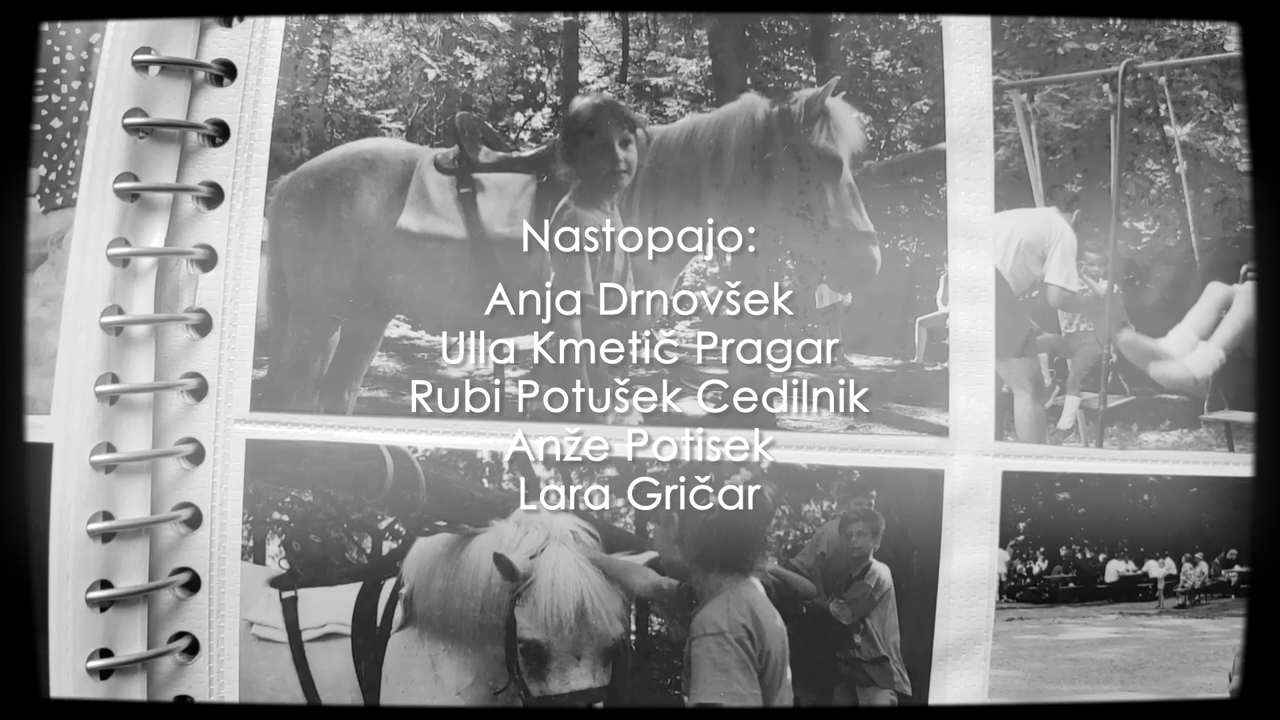 Nastopajo:
Anja Drnovšek
Ulla Kmetič Pragar
Rubi Potušek Cedilnik
Anže Potisek
Lara Gričar